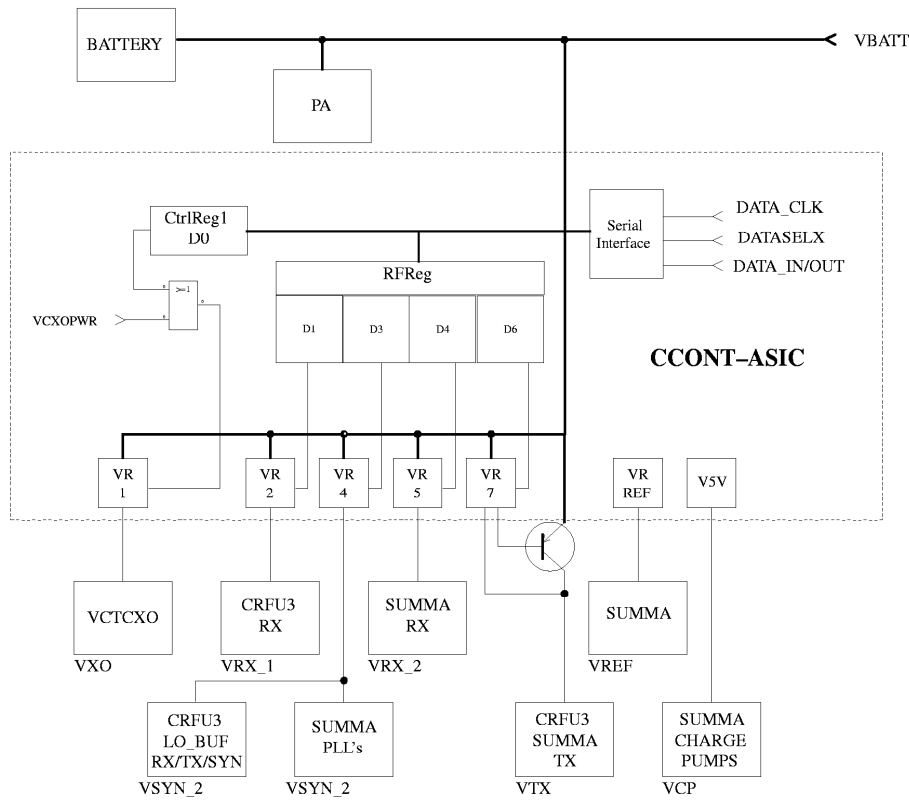 BATTERY
VBATT
PA
CtrlReg1
D0
Serial
Interface
DATA_CLK
DATASELX
DATA_IN/OUT
RFReg
>=1
VCXOPWR
D1
D3
D4
D6
CCONT-ASIC
VR
1
VR
2
VR
4
VR
5
VR
7
VR
REF
V5V
VCTCXO
CRFU3
RX
SUMMA
RX
SUMMA
VXO
VRX_1
VRX_2
VREF
CRFU3
LO_BUF
RX/TX/SYN
SUMMA
PLL's
CRFU3
SUMMA
TX
SUMMA
CHARGE
PUMPS
VSYN_2
VSYN_2
VTX
VCP